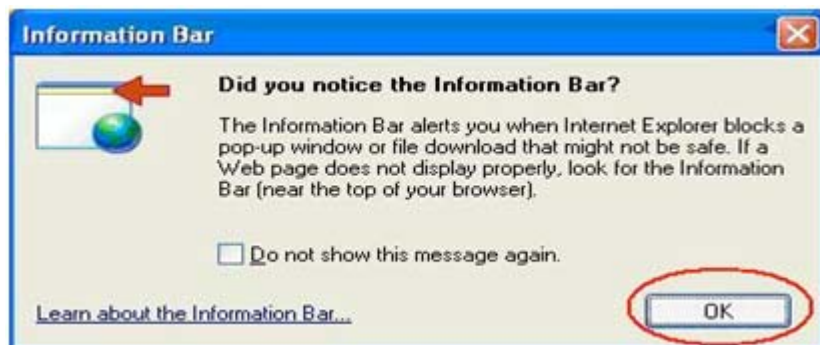 Information Bar
Did you notice the Information Bar?
The Information Bar alerts you when Internet Explorer blocks a
pop-up window or file download that might not be safe. If a
Web page does not display properly, look for the Information
Bar (near the top of your browser).
Do not show this message again.
Learn about the Information Bar...
OK